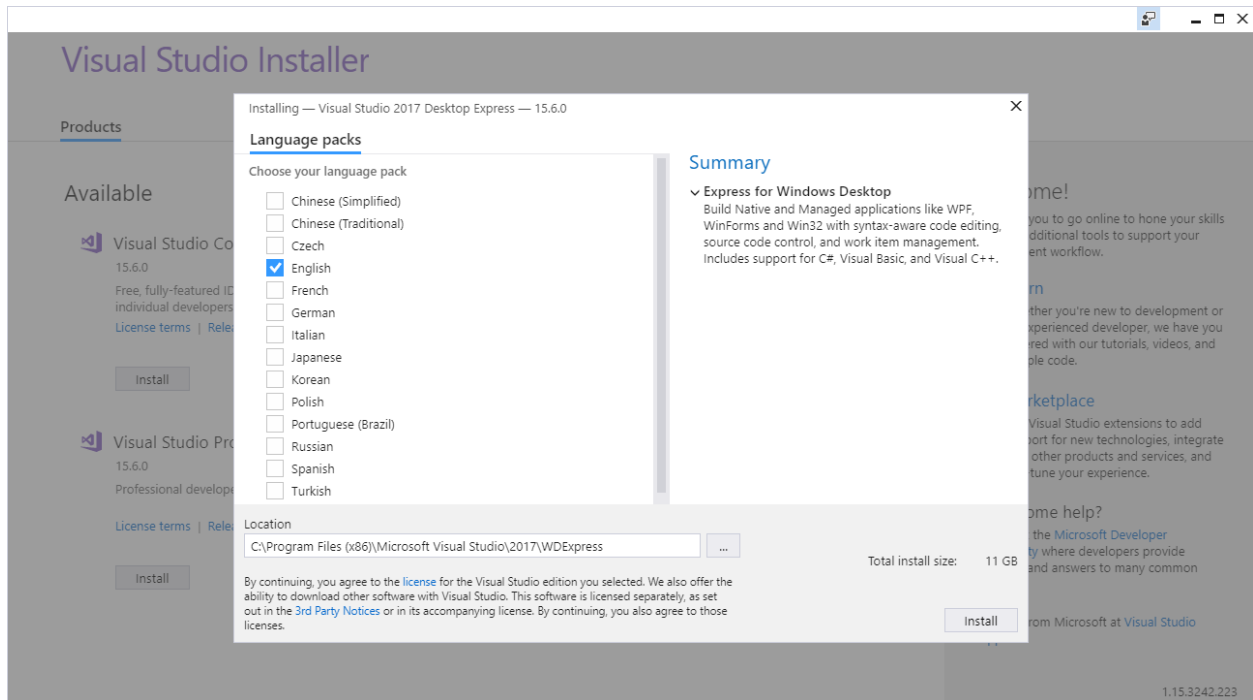 Visual Studio Installer
Products
Available
Visual Studio Co
15.6.0
Free, fully-featured ID
individual developers
License terms | Relea
Install
Visual Studio Pro
15.6.0
Professional develope
License terms | Relea
Install
Installing — Visual Studio 2017 Desktop Express — 15.6.0
Language packs
Choose your language pack
Chinese (Simplified)
Chinese (Traditional)
Czech
English
French
German
Italian
Japanese
Korean
Polish
Portuguese (Brazil)
Russian
Spanish
Turkish
Summary
Express for Windows Desktop
Build Native and Managed applications like WPF,
WinForms and Win32 with syntax-aware code editing,
source code control, and work item management.
Includes support for C#, Visual Basic, and Visual C++.
Location
C:\Program Files (x86)\Microsoft Visual Studio\2017\WDExpress
...
Total install size: 11 GB
By continuing, you agree to the license for the Visual Studio edition you selected. We also offer the
ability to download other software with Visual Studio. This software is licensed separately, as set
out in the 3rd Party Notices or in its accompanying license. By continuing, you also agree to those
licenses.
Install
ome!
you to go online to hone your skills
dditional tools to support your
ent workflow.
rn
ther you're new to development or
xperienced developer, we have you
ered with our tutorials, videos, and
ple code.
rketplace
Visual Studio extensions to add
port for new technologies, integrate
other products and services, and
tune your experience.
ome help?
the Microsoft Developer
ty where developers provide
and answers to many common
rom Microsoft at Visual Studio
1.15.3242.223